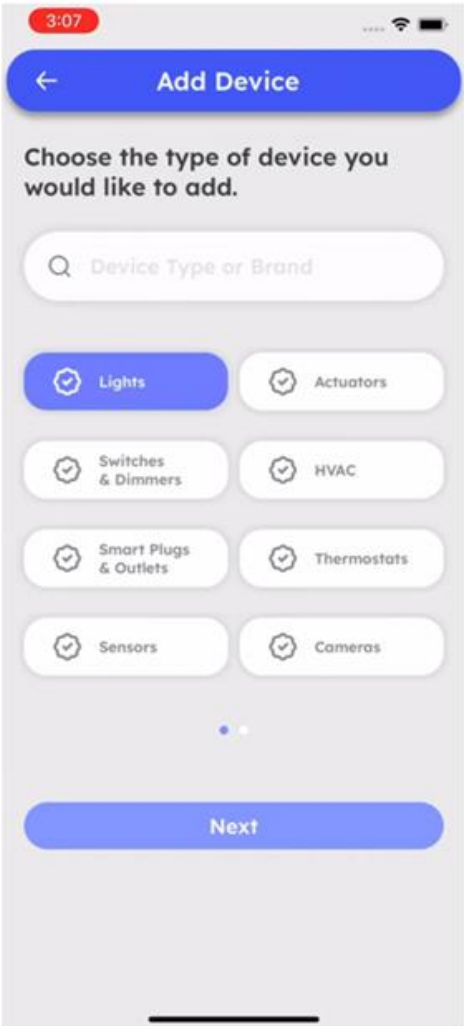 3:07
Add Device
Choose the type of device you
would like to add.
Device Type or Brand
Lights
Actuators
Switches
& Dimmers
HVAC
Smart Plugs
& Outlets
Thermostats
Sensors
Cameras
Next